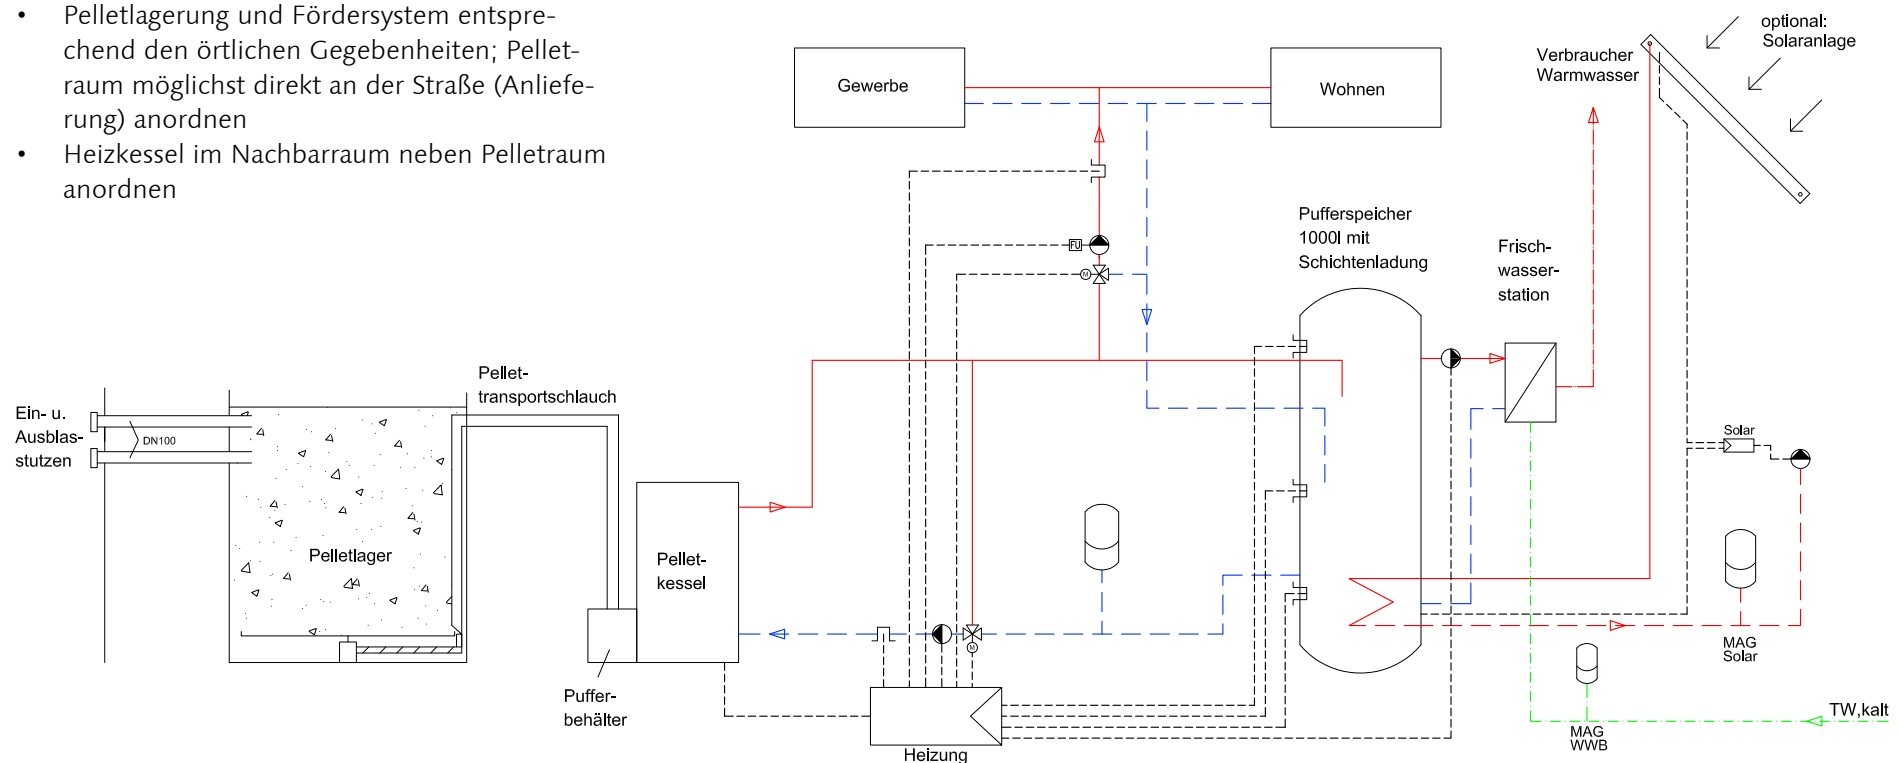 • Pelletlagerung und Fördersystem entspre-
chend den örtlichen Gegebenheiten; Pellet-
raum möglichst direkt an der Straße (Anliefe-
rung) anordnen
• Heizkessel im Nachbarraum neben Pelletraum
anordnen
optional:
Solaranlage
Verbraucher
Warmwasser
Gewerbe
Wohnen
Pufferspeicher
1000l mit
Schichtenladung
Frisch-
wasser-
station
FU
M
Pellet-
transportschlauch
Ein- u.
Ausblas-
stutzen
DN100
Pelletlager
Pellet-
kessel
Puffer-
behälter
M
Heizung
Solar
MAG
Solar
MAG
WWB
TW,kalt